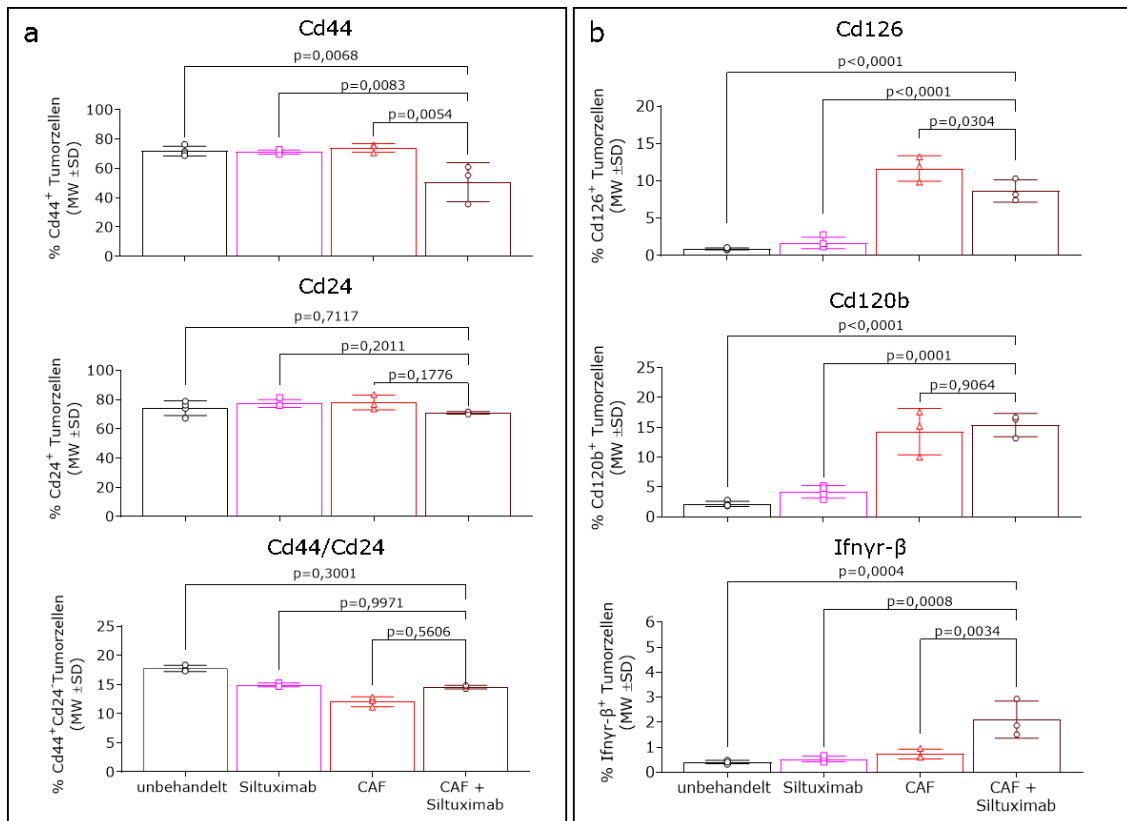 a
Cd44
p=0,0068
p=0,0083
p=0,0054
% Cd44⁺ Tumorzellen
(MW ±SD)
100
80
60
40
20
0
Cd24
p=0,7117
p=0,2011
p=0,1776
% Cd24⁺ Tumorzellen
(MW ±SD)
100
80
60
40
20
0
Cd44/Cd24
p=0,3001
p=0,9971
p=0,5606
% Cd44⁺Cd24⁻Tumorzellen
(MW ±SD)
25
20
15
10
5
0
unbehandelt
Siltuximab
CAF
CAF +
Siltuximab
b
Cd126
p<0,0001
p<0,0001
p=0,0304
% Cd126⁺ Tumorzellen
(MW ±SD)
20
15
10
5
0
Cd120b
p<0,0001
p=0,0001
p=0,9064
% Cd120b⁺ Tumorzellen
(MW ±SD)
25
20
15
10
5
0
Ifnγr-β
p=0,0004
p=0,0008
p=0,0034
% Ifnγr-β⁺ Tumorzellen
(MW ±SD)
6
5
4
3
2
1
0
unbehandelt
Siltuximab
CAF
CAF +
Siltuximab